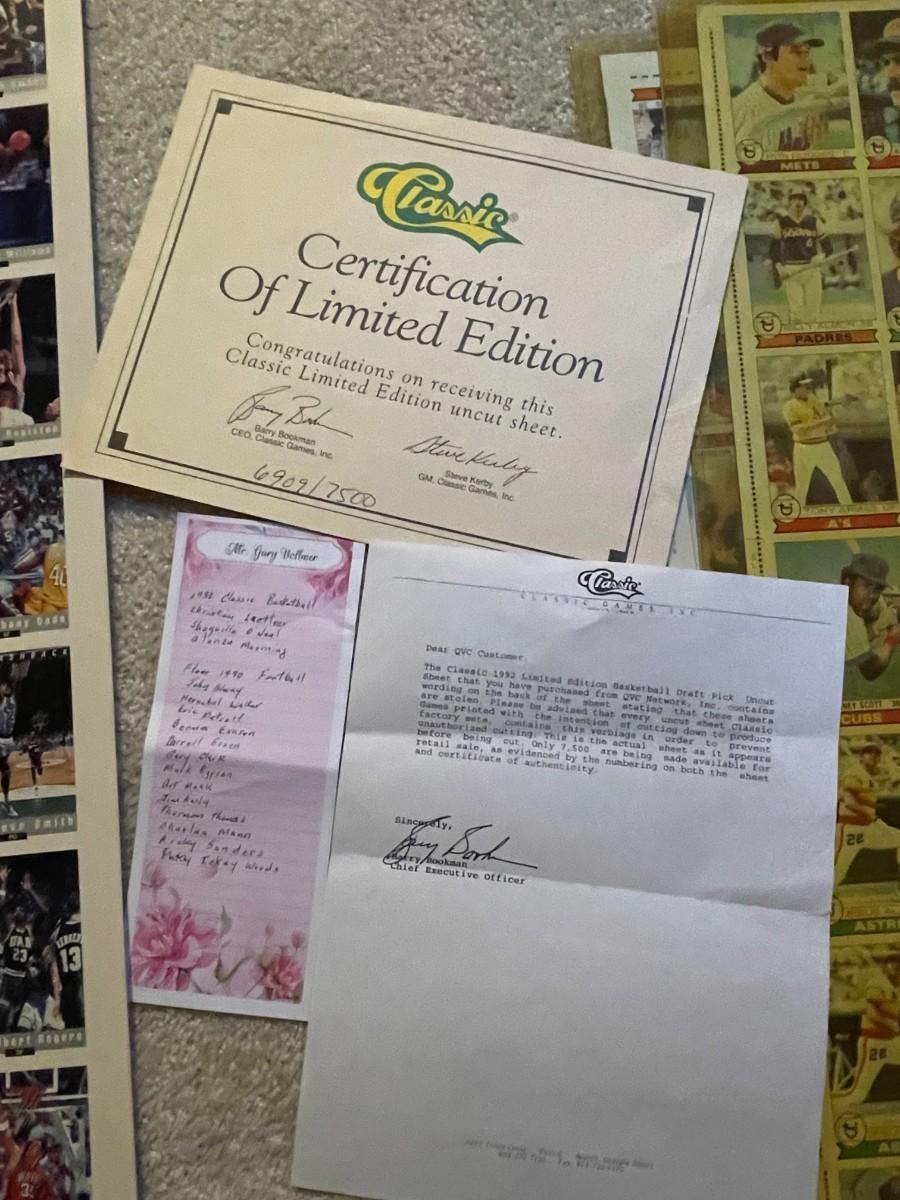 Classic
Certification
Of Limited Edition
Congratulations on receiving this
Classic Limited Edition uncut sheet.
Barry Bookman
CEO, Classic Games, Inc.
Steve Kerby
GM, Classic Games, Inc.
6909/7500
Mr. Gary Vollmer
1992 Classic Basketball
Christian Laettner
Shaquille O Neal
Alonzo Mourning
Fleer 1990 Football
John Elway
Herschel Walker
Eric Metcalf
Darrell Green
Gary Clark
Mark Rypien
Art Monk
Jim Kelly
Thurman Thomas
Charles Mann
Ricky Sanders
Ickey Woods
Classic
CLASSIC GAMES, INC.
Dear QVC Customer,
The Classic 1992 Limited Edition Basketball Draft Pick Uncut
Sheet that you have purchased from QVC Network, Inc. contains
wording on the back of the sheet stating that these sheets
are stolen. Please be advised that every uncut sheet Classic
Games printed with the intention of cutting down to produce
factory sets, contains this verbiage in order to prevent
unauthorized cutting. This is the actual sheet as it appears
before being cut. Only 7,500 are being made available for
retail sale, as evidenced by the numbering on both the sheet
and certificate of authenticity.
Sincerely,
Barry Bookman
Chief Executive Officer
METS
PADRES
A'S
CUBS
ASTR
Smith
Rogers
UAB
23
13